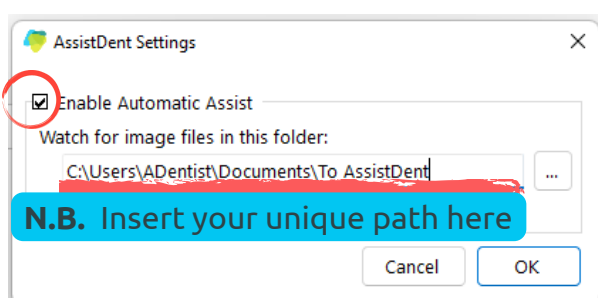 AssistDent Settings
Enable Automatic Assist
Watch for image files in this folder:
C:\Users\ADentist\Documents\To AssistDent
...
N.B. Insert your unique path here
Cancel OK